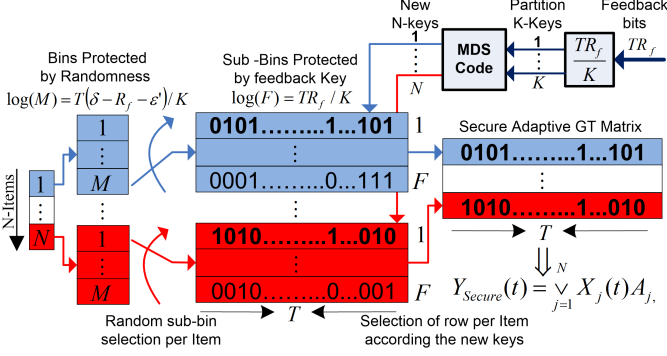 New
N-keys
Partition
K-Keys
Feedback
bits
Bins Protected
by Randomness
log(M) = T(δ − R_f − ε')/K
Sub -Bins Protected
by feedback Key
log(F) = TR_f / K
1
N
MDS
Code
1
K
TR_f
K
TR_f
N-Items
1
⋮
N
1
⋮
M
⋮
1
⋮
M
0101……...1...101
⋮
0001……...0...111
1
F
⋮
1010……...1...010
⋮
0010……...0...001
1
F
Secure Adaptive GT Matrix
0101……...1...101
⋮
1010……...1...010
T
Y_Secure(t) = ∨_{j=1}^{N} X_j(t)A_j,
Random sub-bin
selection per Item
T
Selection of row per Item
according the new keys